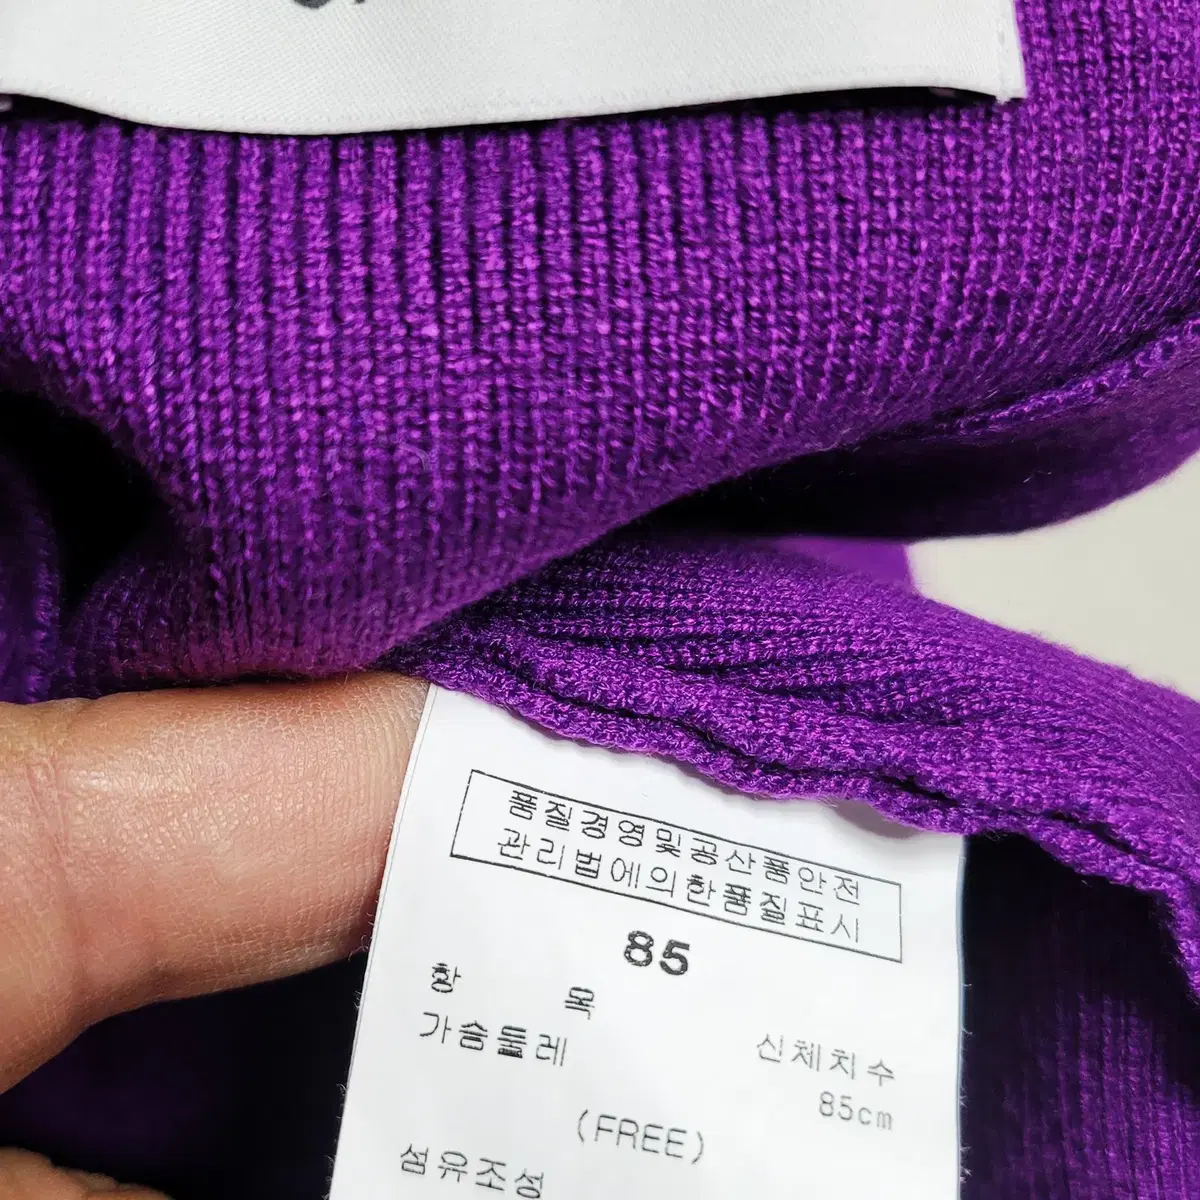 품질경영및공산품안전
관리법에의한품질표시
85
항 목
신체치수
가슴둘레
85cm
(FREE)
섬유조성